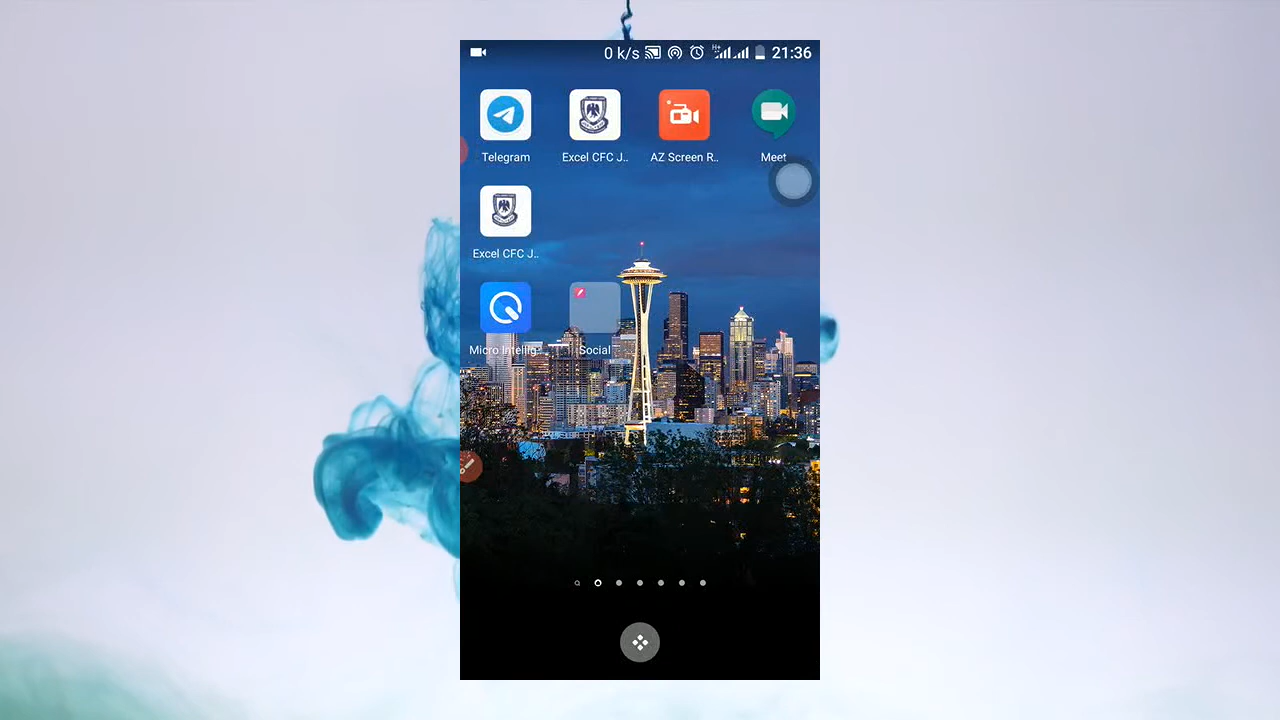 0 k/s H+ 21:36
Telegram Excel CFC J.. AZ Screen R.. Meet
Excel CFC J..
Micro Intellig.. Social